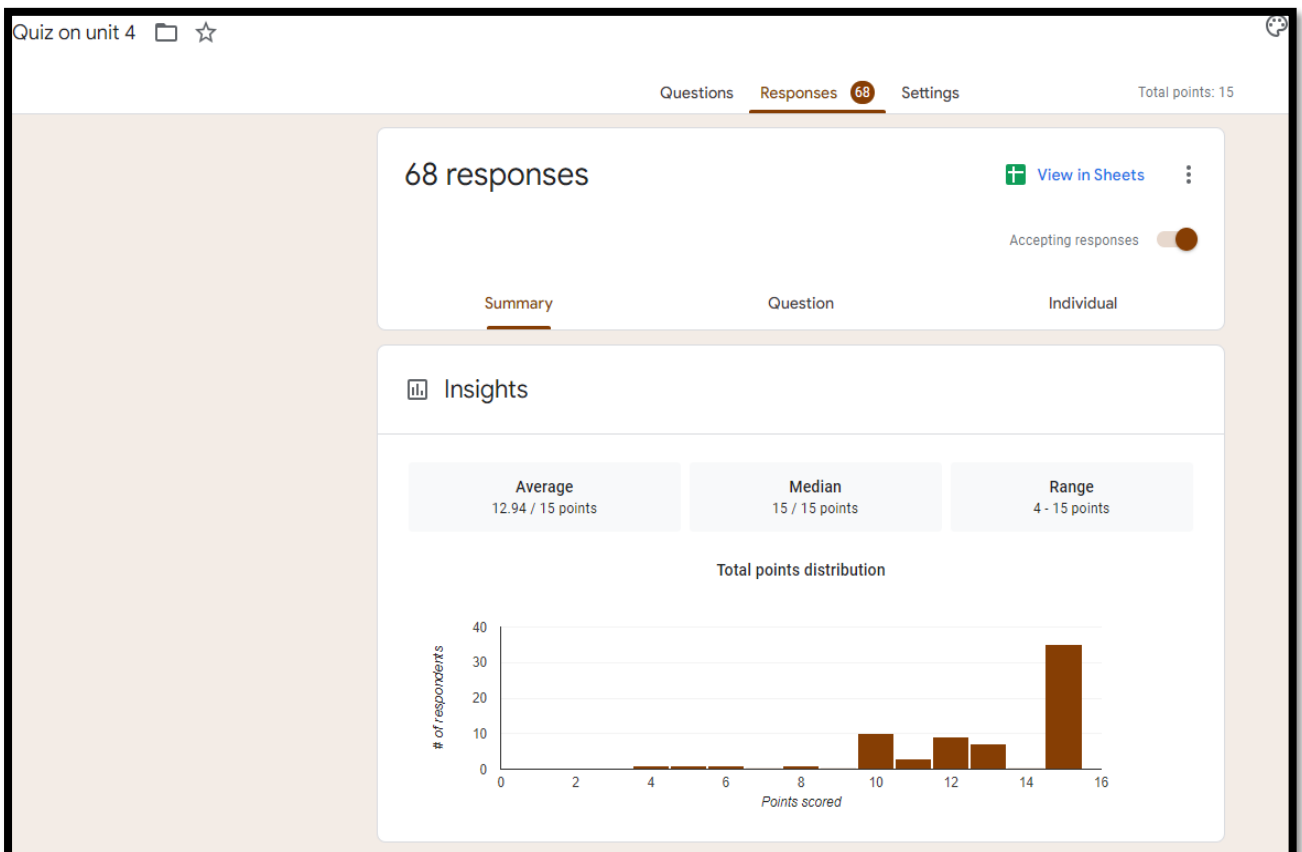 Quiz on unit 4
Questions Responses 68 Settings Total points: 15
68 responses View in Sheets
Accepting responses
Summary Question Individual
Insights
Average Median Range
12.94 / 15 points 15 / 15 points 4 - 15 points
Total points distribution
# of respondents
40
30
20
10
0
0 2 4 6 8 10 12 14 16
Points scored